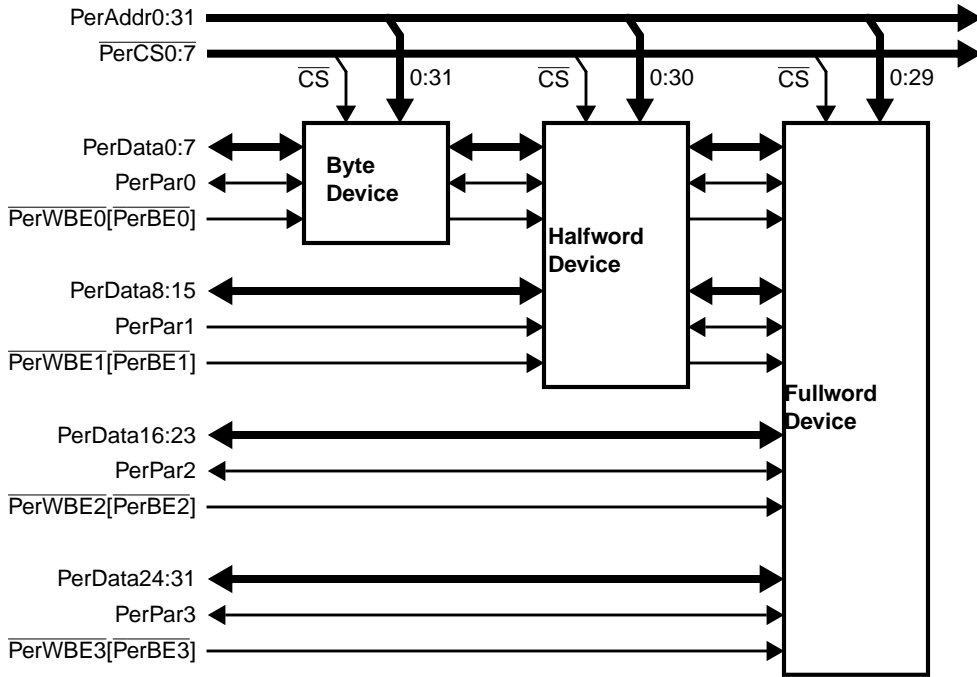 PerAddr0:31
PerCS0:7
CS 0:31 CS 0:30 CS 0:29
PerData0:7
PerPar0
PerWBE0[PerBE0]
Byte
Device
Halfword
Device
PerData8:15
PerPar1
PerWBE1[PerBE1]
Fullword
Device
PerData16:23
PerPar2
PerWBE2[PerBE2]
PerData24:31
PerPar3
PerWBE3[PerBE3]